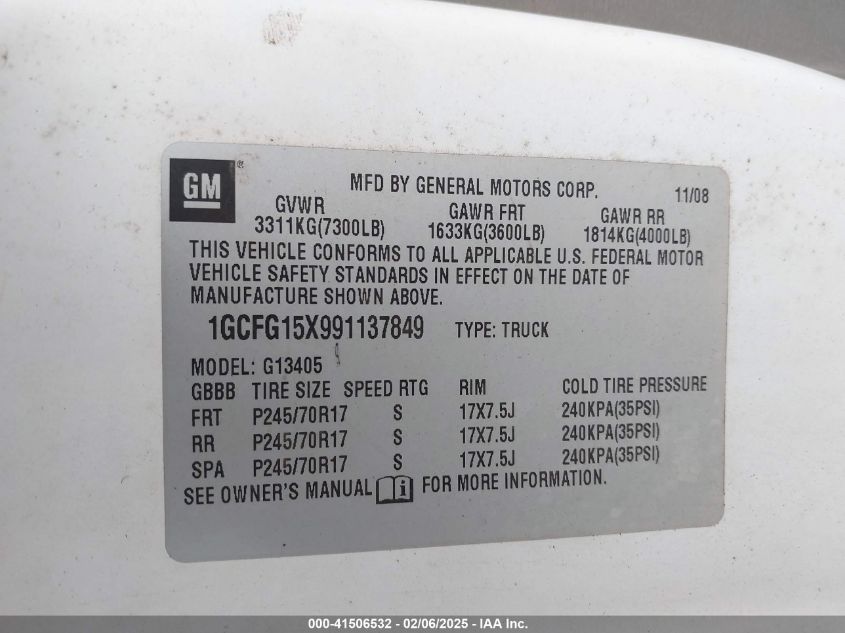 GM ®
MFD BY GENERAL MOTORS CORP. 11/08
GVWR GAWR FRT GAWR RR
3311KG(7300LB) 1633KG(3600LB) 1814KG(4000LB)
THIS VEHICLE CONFORMS TO ALL APPLICABLE U.S. FEDERAL MOTOR
VEHICLE SAFETY STANDARDS IN EFFECT ON THE DATE OF
MANUFACTURE SHOWN ABOVE.
1GCFG15X991137849 TYPE: TRUCK
MODEL: G13405
GBBB TIRE SIZE SPEED RTG RIM COLD TIRE PRESSURE
FRT P245/70R17 S 17X7.5J 240KPA(35PSI)
RR P245/70R17 S 17X7.5J 240KPA(35PSI)
SPA P245/70R17 S 17X7.5J 240KPA(35PSI)
SEE OWNER'S MANUAL i FOR MORE INFORMATION.
000-41506532 - 02/06/2025 - IAA Inc.